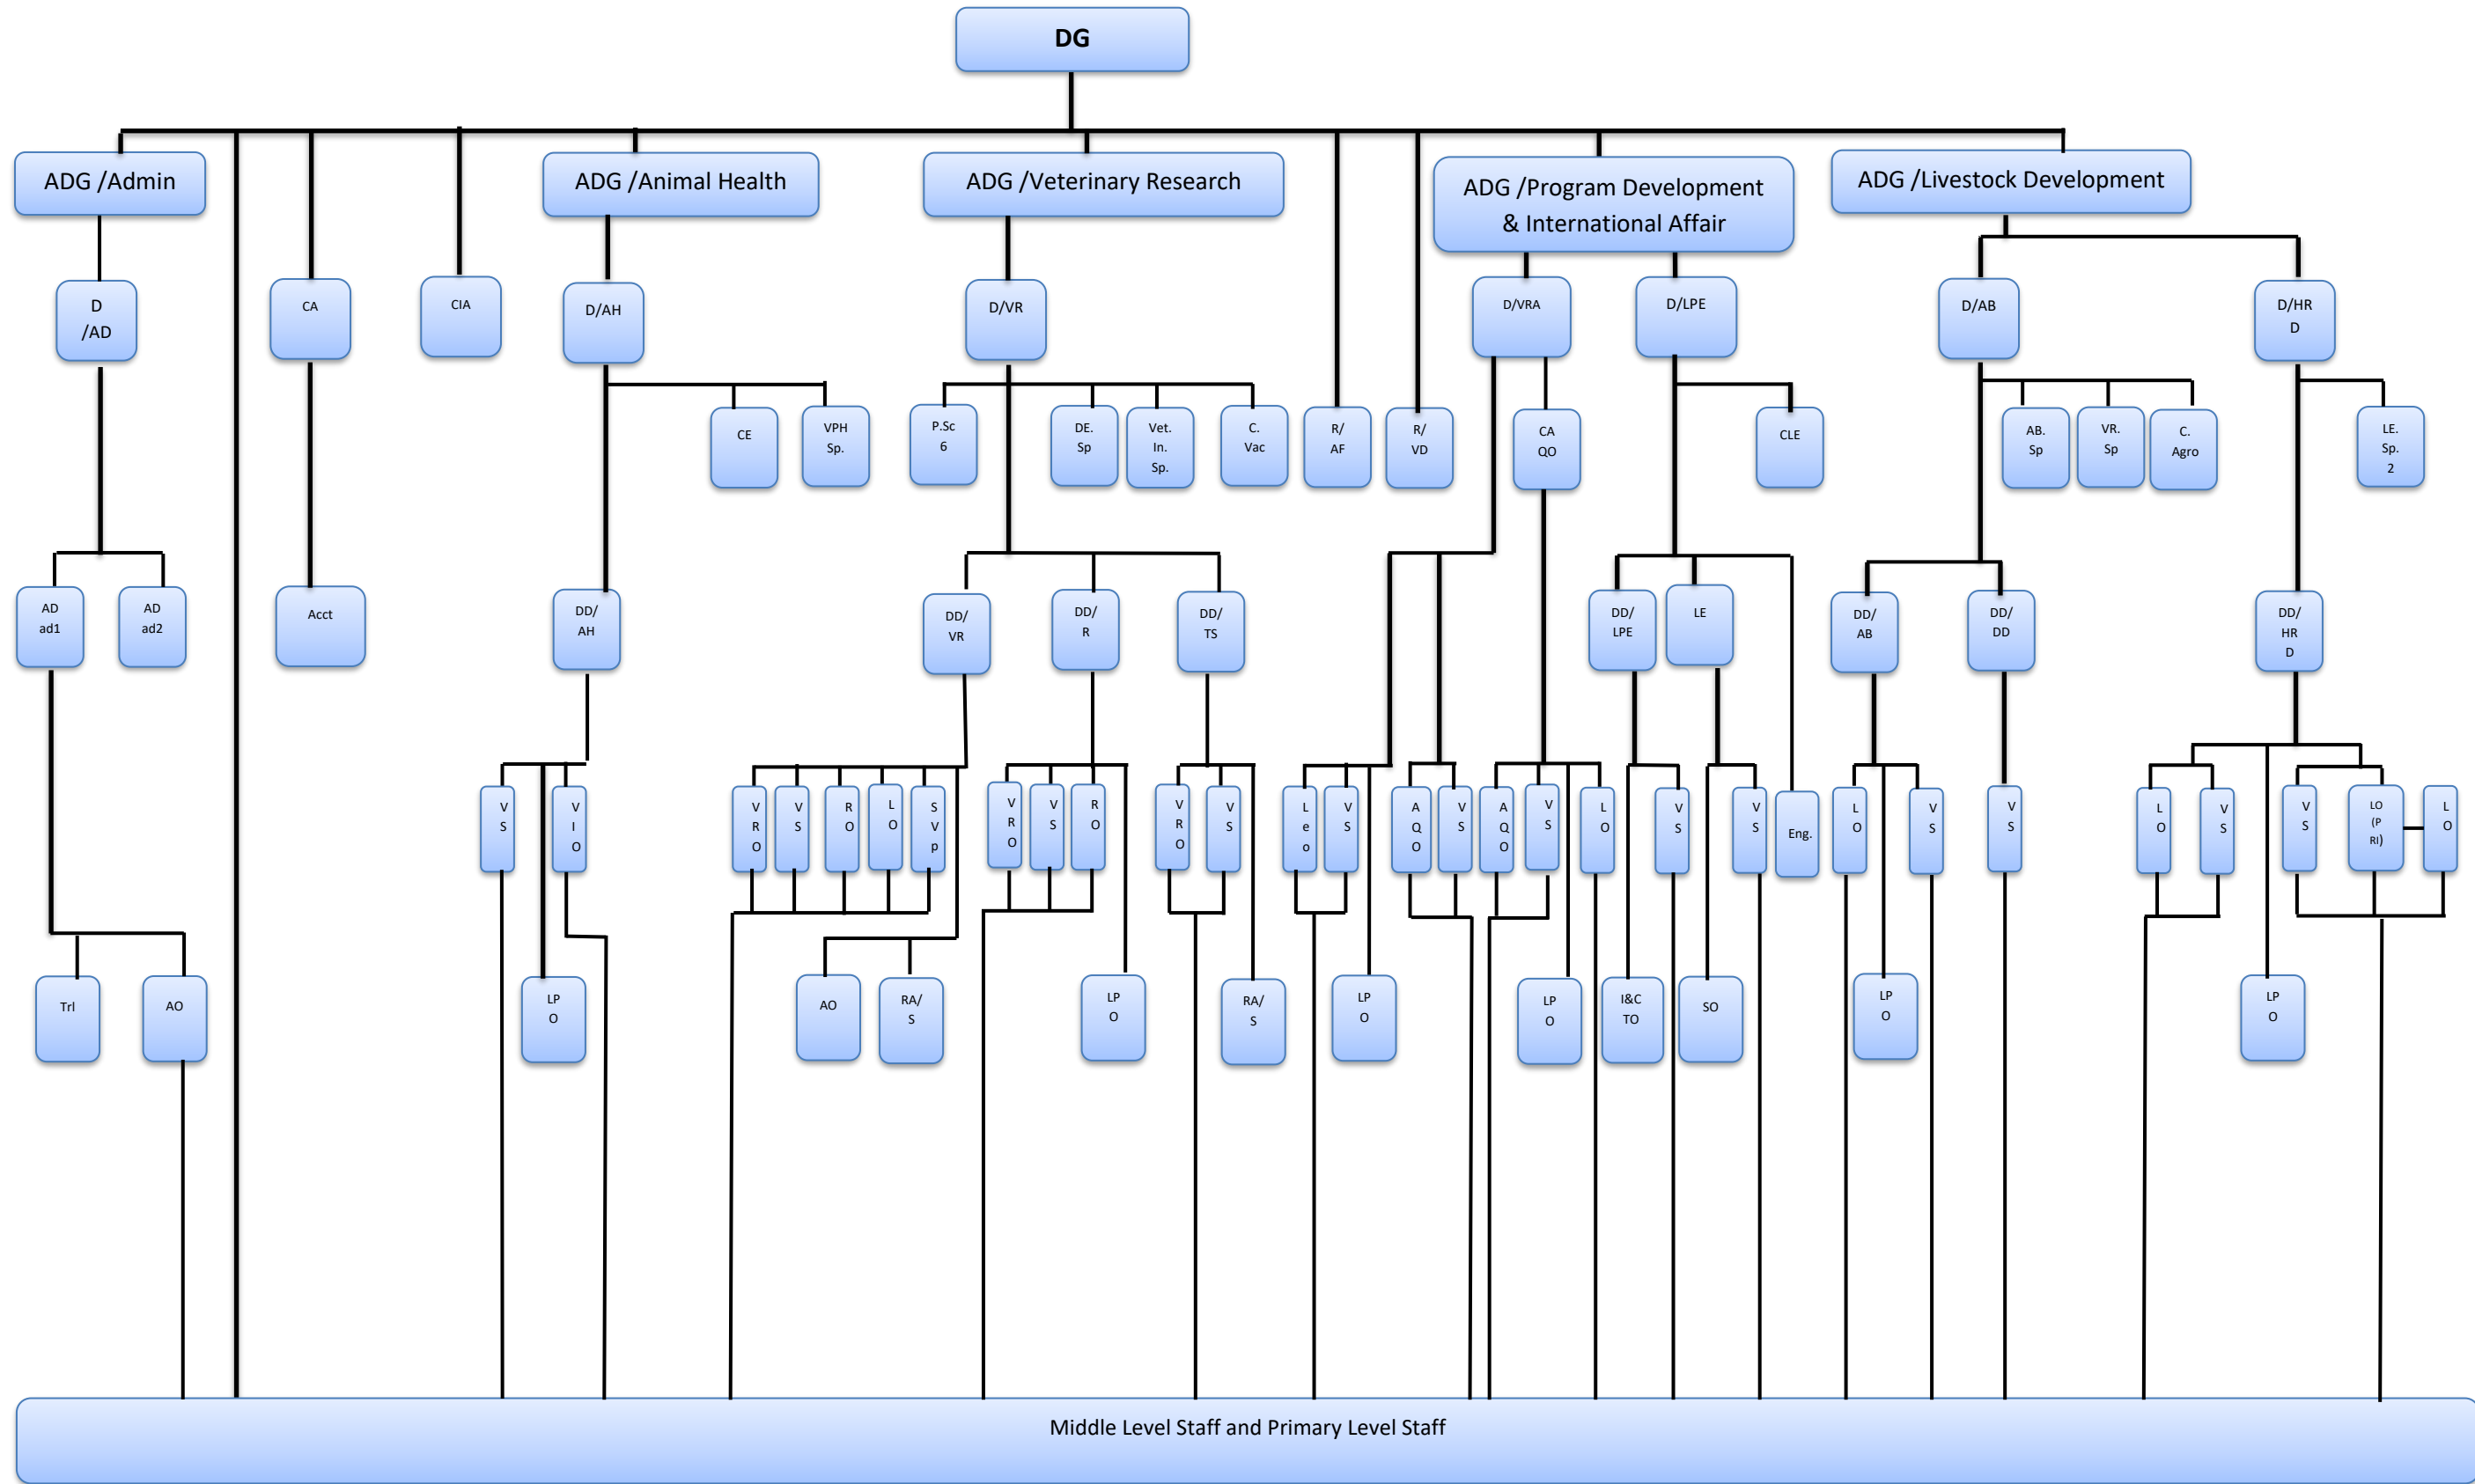 DG
ADG /Admin
ADG /Animal Health
ADG /Veterinary Research
ADG /Program Development
& International Affair
ADG /Livestock Development
D
/AD
CA
CIA
D/AH
D/VR
D/VRA
D/LPE
D/AB
D/HR
D
CE
VPH
Sp.
P.Sc
6
DE.
Sp
Vet.
In.
Sp.
C.
Vac
R/
AF
R/
VD
CA
QO
CLE
AB.
Sp
VR.
Sp
C.
Agro
LE.
Sp.
2
AD
ad1
AD
ad2
Acct
DD/
AH
DD/
VR
DD/
R
DD/
TS
DD/
LPE
LE
DD/
AB
DD/
DD
DD/
HR
D
V
S
V
I
O
V
R
O
V
S
R
O
L
O
S
V
p
V
R
O
V
S
R
O
V
R
O
V
S
L
e
o
V
S
A
Q
O
V
S
A
Q
O
V
S
L
O
V
S
V
S
Eng.
L
O
V
S
V
S
L
O
V
S
V
S
LO
(P
RI)
L
O
Trl
AO
LP
O
AO
RA/
S
LP
O
RA/
S
LP
O
LP
O
I&C
TO
SO
LP
O
LP
O
Middle Level Staff and Primary Level Staff